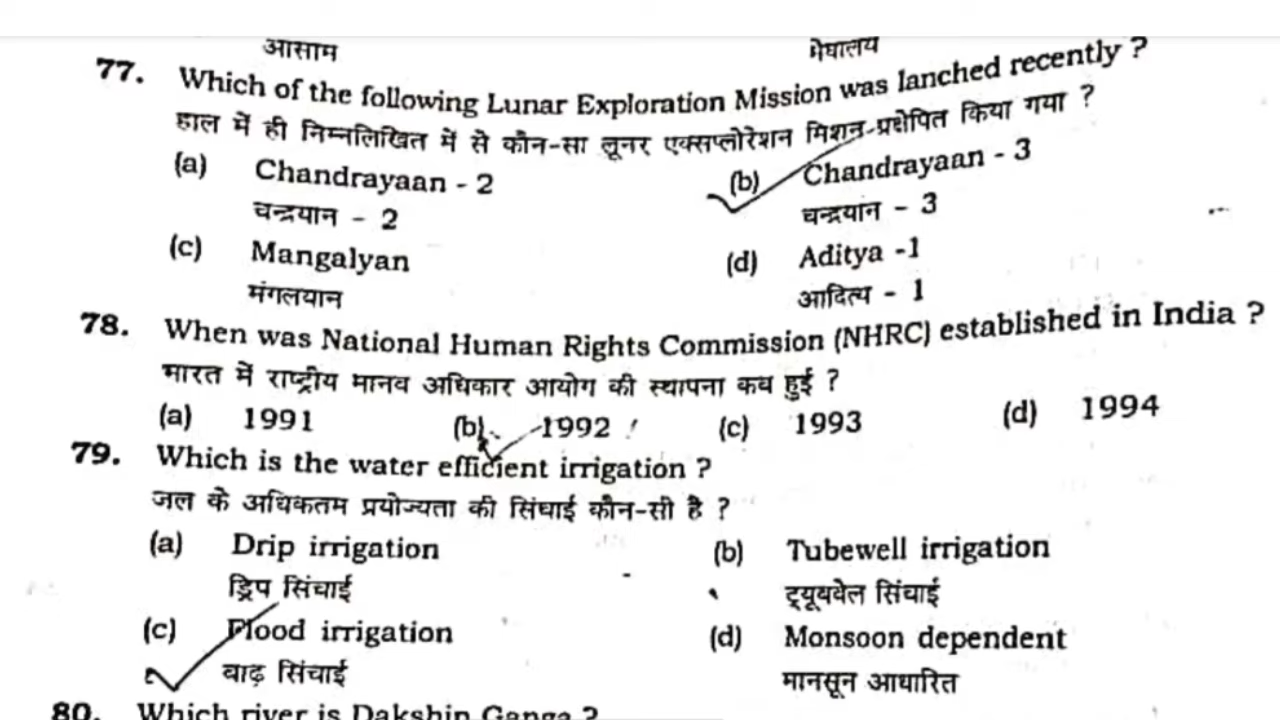 आसाम मेघालय
77. Which of the following Lunar Exploration Mission was lanched recently ?
हाल में ही निम्नलिखित में से कौन-सा लूनर एक्सप्लोरेशन मिशन प्रक्षेपित किया गया ?
(a) Chandrayaan - 2 (b) Chandrayaan - 3
चन्द्रयान - 2 चन्द्रयान - 3
(c) Mangalyan (d) Aditya -1
मंगलयान आदित्य - 1
78. When was National Human Rights Commission (NHRC) established in India ?
भारत में राष्ट्रीय मानव अधिकार आयोग की स्थापना कब हुई ?
(a) 1991 (b) 1992 (c) 1993 (d) 1994
79. Which is the water efficient irrigation ?
जल के अधिकतम प्रयोज्यता की सिंचाई कौन-सी है ?
(a) Drip irrigation (b) Tubewell irrigation
ड्रिप सिंचाई ट्र्यूबवेल सिंचाई
(c) Flood irrigation (d) Monsoon dependent
बाढ़ सिंचाई मानसून आधारित
80. Which river is Dakshin Ganga ?